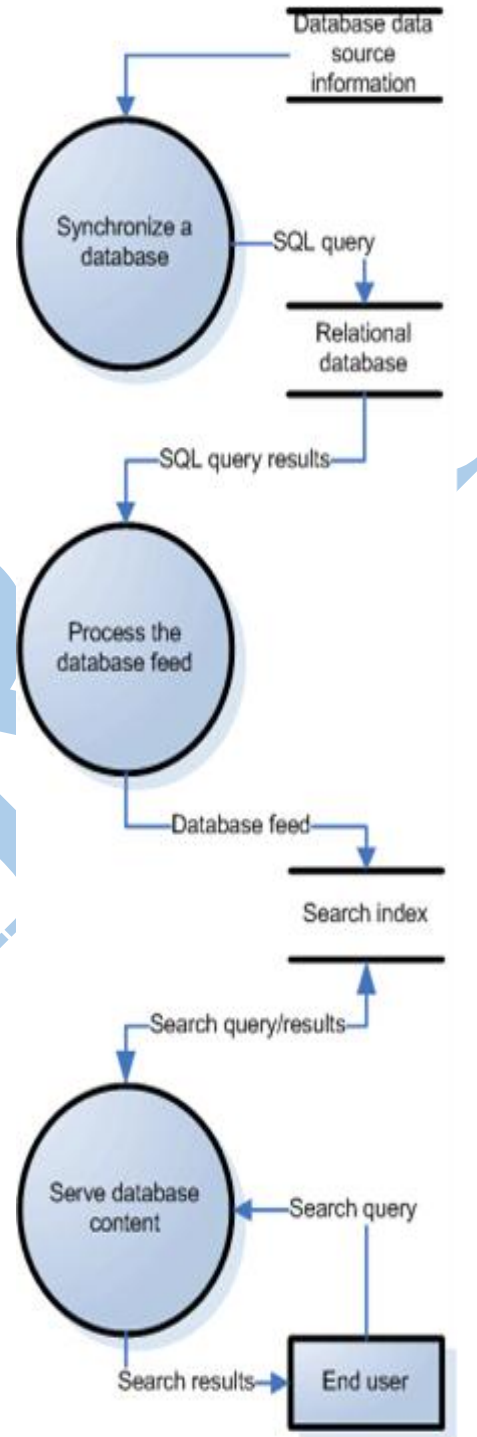 Database data
source
information
Synchronize a
database
SQL query
Relational
database
SQL query results
Process the
database feed
Database feed
Search index
Search query/results
Serve database
content
Search query
Search results
End user